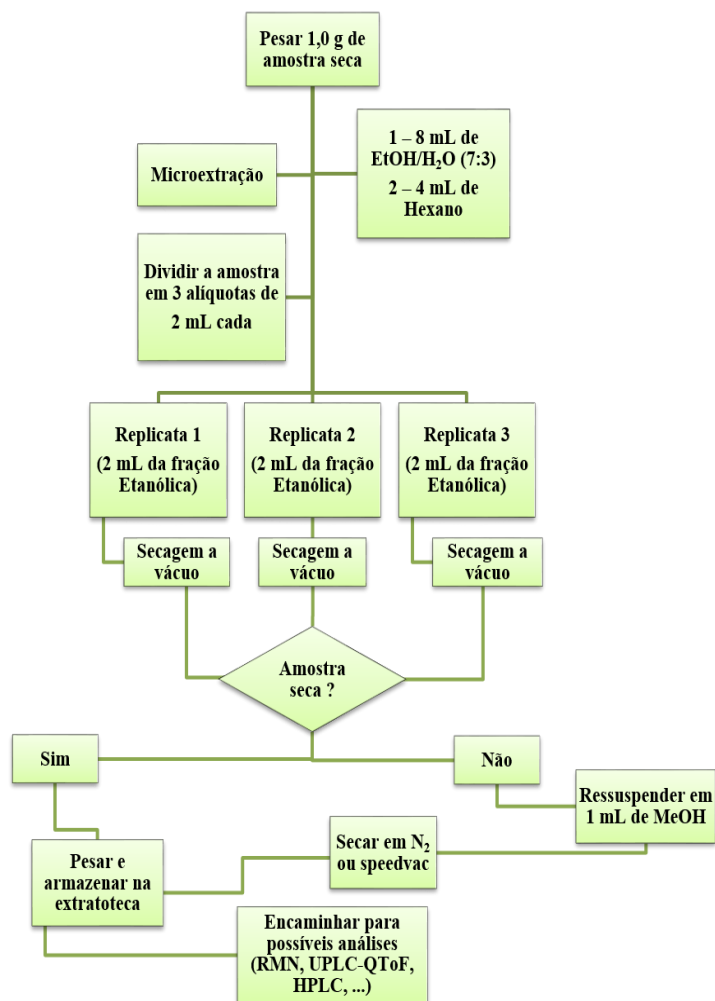 Pesar 1,0 g de
amostra seca
1 – 8 mL de
EtOH/H₂O (7:3)
2 – 4 mL de
Hexano
Microextração
Dividir a amostra
em 3 alíquotas de
2 mL cada
Replicata 1
(2 mL da fração
Etanólica)
Replicata 2
(2 mL da fração
Etanólica)
Replicata 3
(2 mL da fração
Etanólica)
Secagem a
vácuo
Secagem a
vácuo
Secagem a
vácuo
Amostra
seca ?
Sim
Não
Ressuspender em
1 mL de MeOH
Secar em N₂
ou speedvac
Pesar e
armazenar na
extratoteca
Encaminhar para
possíveis análises
(RMN, UPLC-QToF,
HPLC, ...)